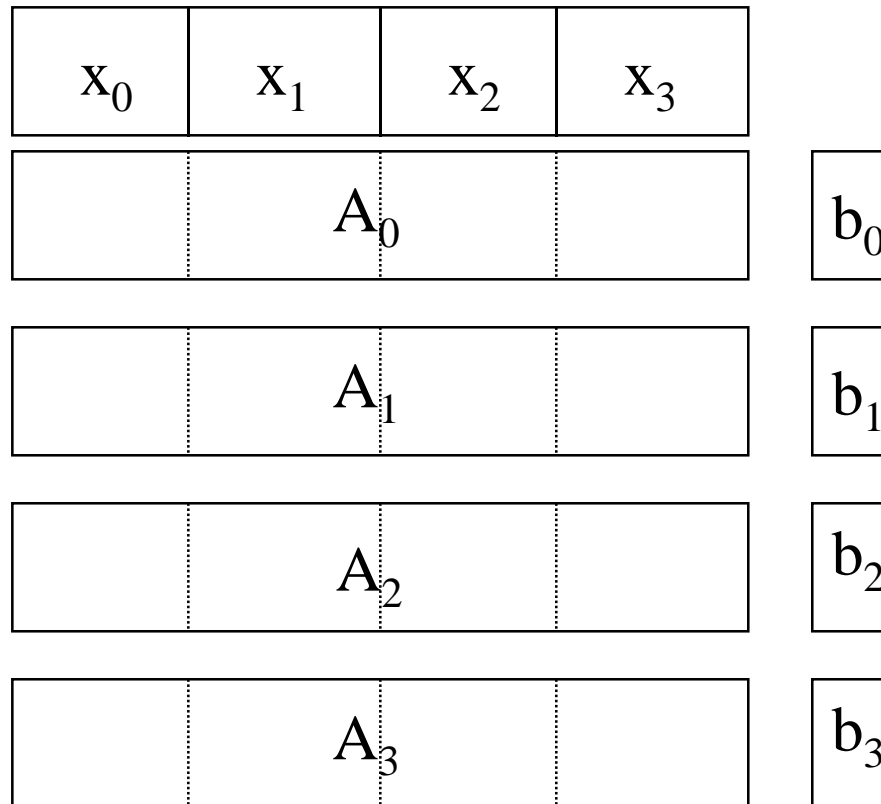 x₀ x₁ x₂ x₃
A₀ b₀
A₁ b₁
A₂ b₂
A₃ b₃